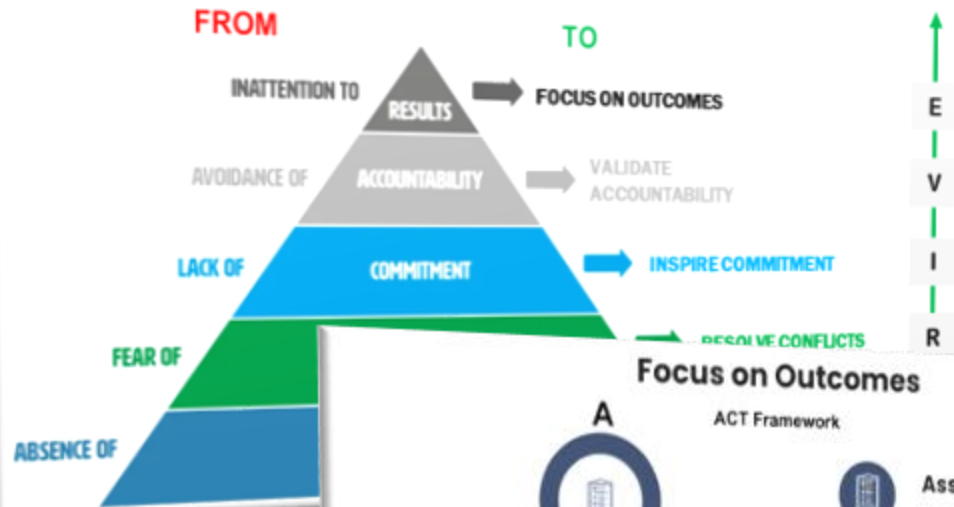 FROM
TO
INATTENTION TO
RESULTS
FOCUS ON OUTCOMES
E
AVOIDANCE OF
ACCOUNTABILITY
VALIDATE
ACCOUNTABILITY
V
LACK OF
COMMITMENT
INSPIRE COMMITMENT
I
FEAR OF
RESOLVE CONFLICTS
R
ABSENCE OF
Focus on Outcomes
A
ACT Framework
Ass